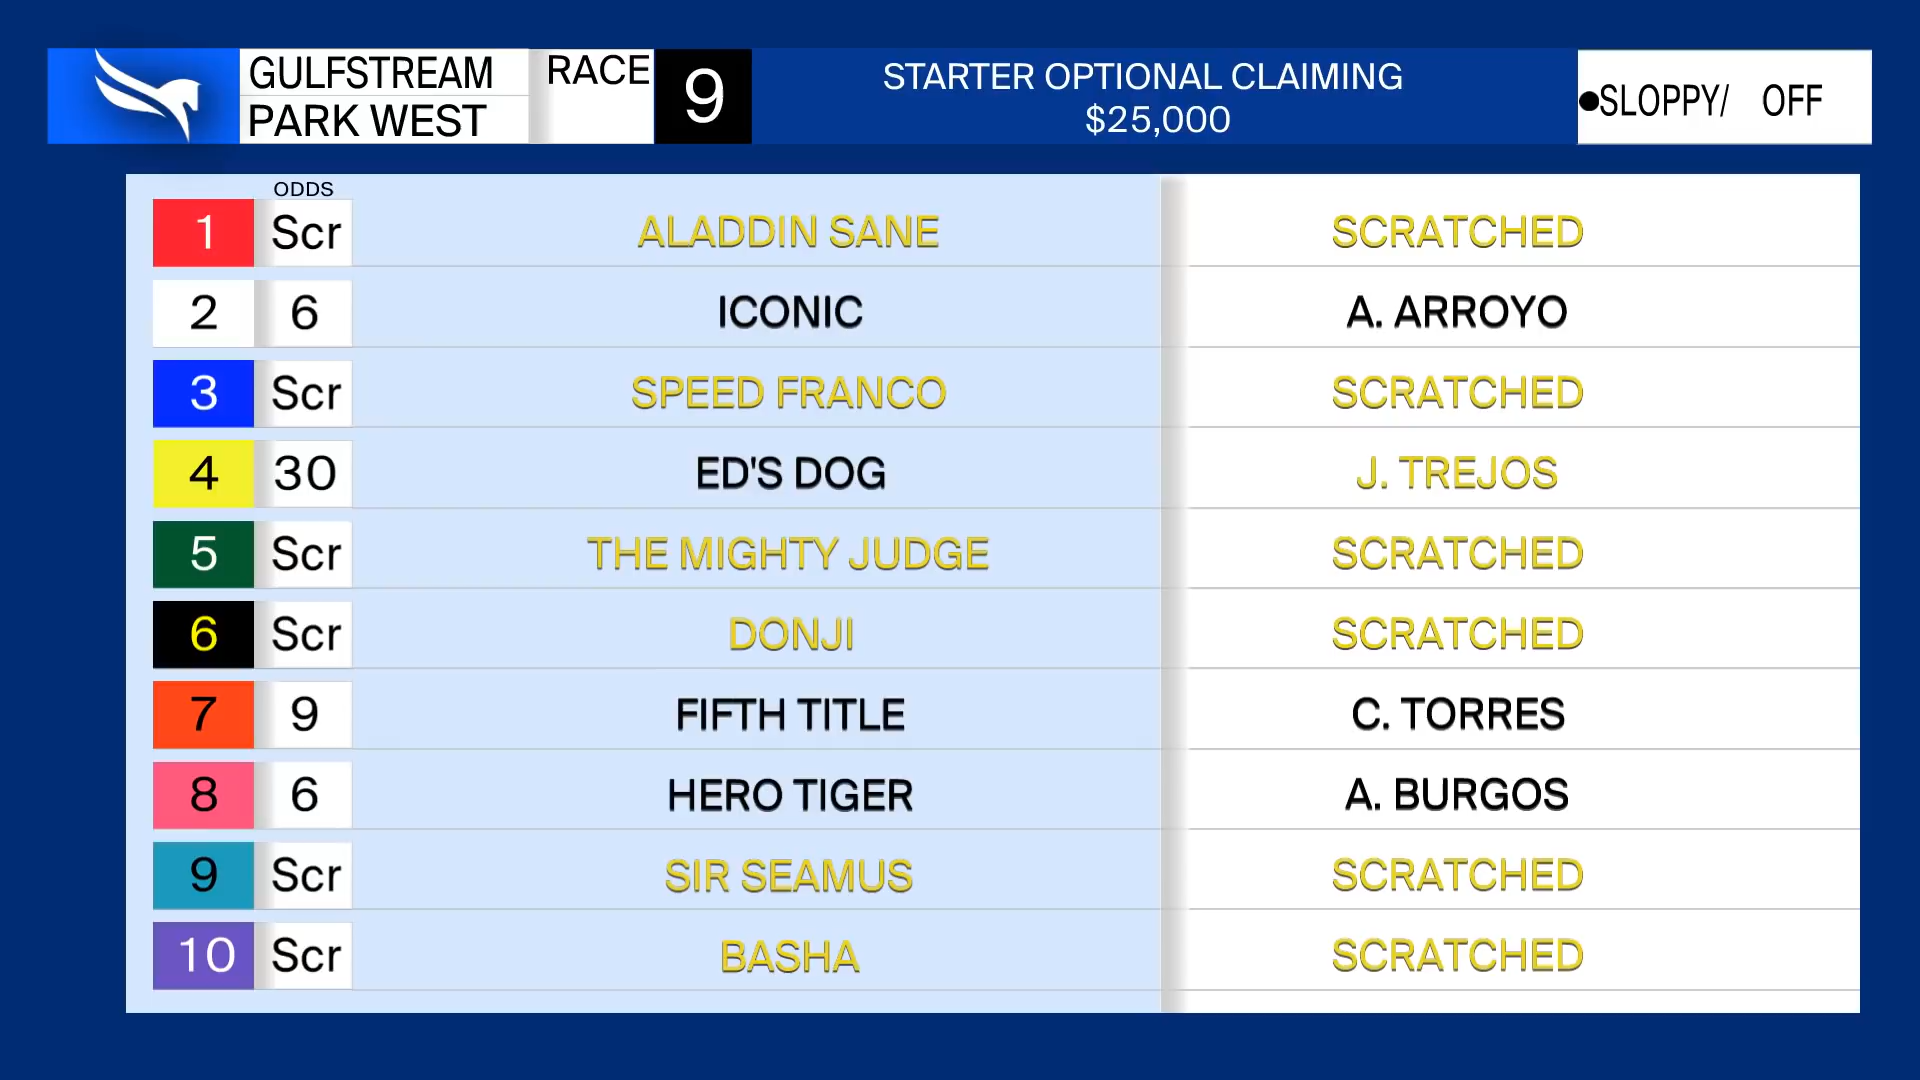 GULFSTREAM
PARK WEST
RACE
9
STARTER OPTIONAL CLAIMING
$25,000
●SLOPPY/ OFF
ODDS
1 Scr ALADDIN SANE SCRATCHED
2 6 ICONIC A. ARROYO
3 Scr SPEED FRANCO SCRATCHED
4 30 ED'S DOG J. TREJOS
5 Scr THE MIGHTY JUDGE SCRATCHED
6 Scr DONJI SCRATCHED
7 9 FIFTH TITLE C. TORRES
8 6 HERO TIGER A. BURGOS
9 Scr SIR SEAMUS SCRATCHED
10 Scr BASHA SCRATCHED